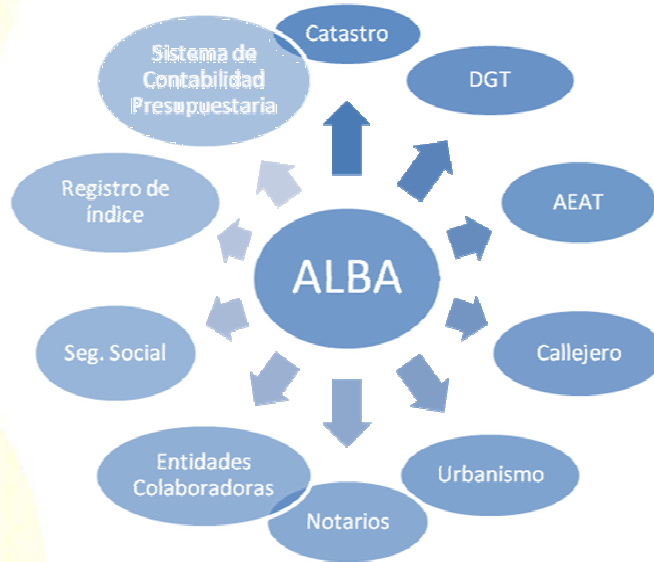 Catastro
DGT
AEAT
Callejero
Urbanismo
Notarios
Entidades
Colaboradoras
Seg. Social
Registro de
índice
Sistema de
Contabilidad
Presupuestaria
ALBA